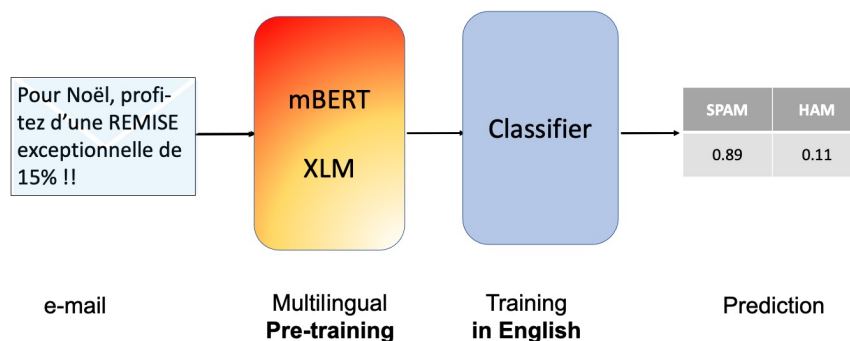 Pour Noël, profi-
tez d’une REMISE
exceptionnelle de
15% !!
mBERT
XLM
Classifier
SPAM HAM
0.89 0.11
e-mail
Multilingual
Pre-training
Training
in English
Prediction